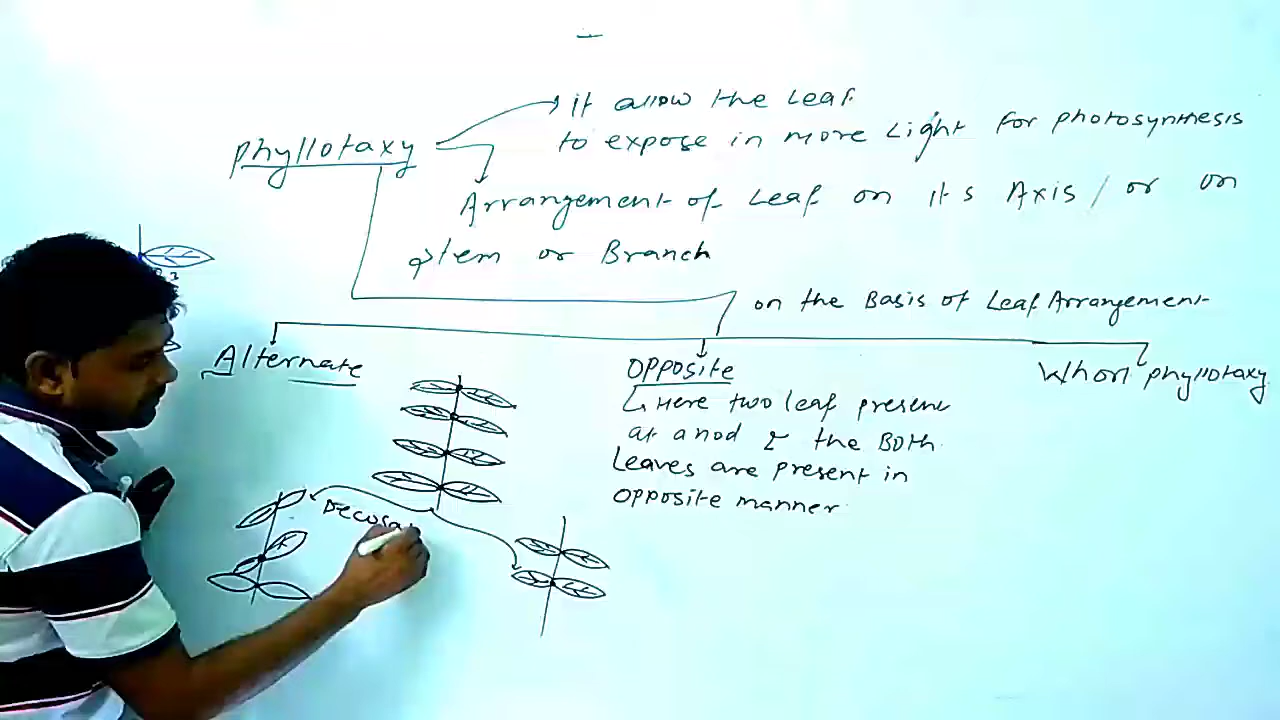 it allow the Leaf
phyllotaxy
to expose in more Light for photosynthesis
Arrangement of Leaf on its Axis / or on
stem or Branch
on the Basis of Leaf Arrangement
Alternate
OPPOSITE
Whorl phyllotaxy
Here two leaf present
at a nod & the BOTH
Leaves are present in
OPPOSITE manner
Decusa